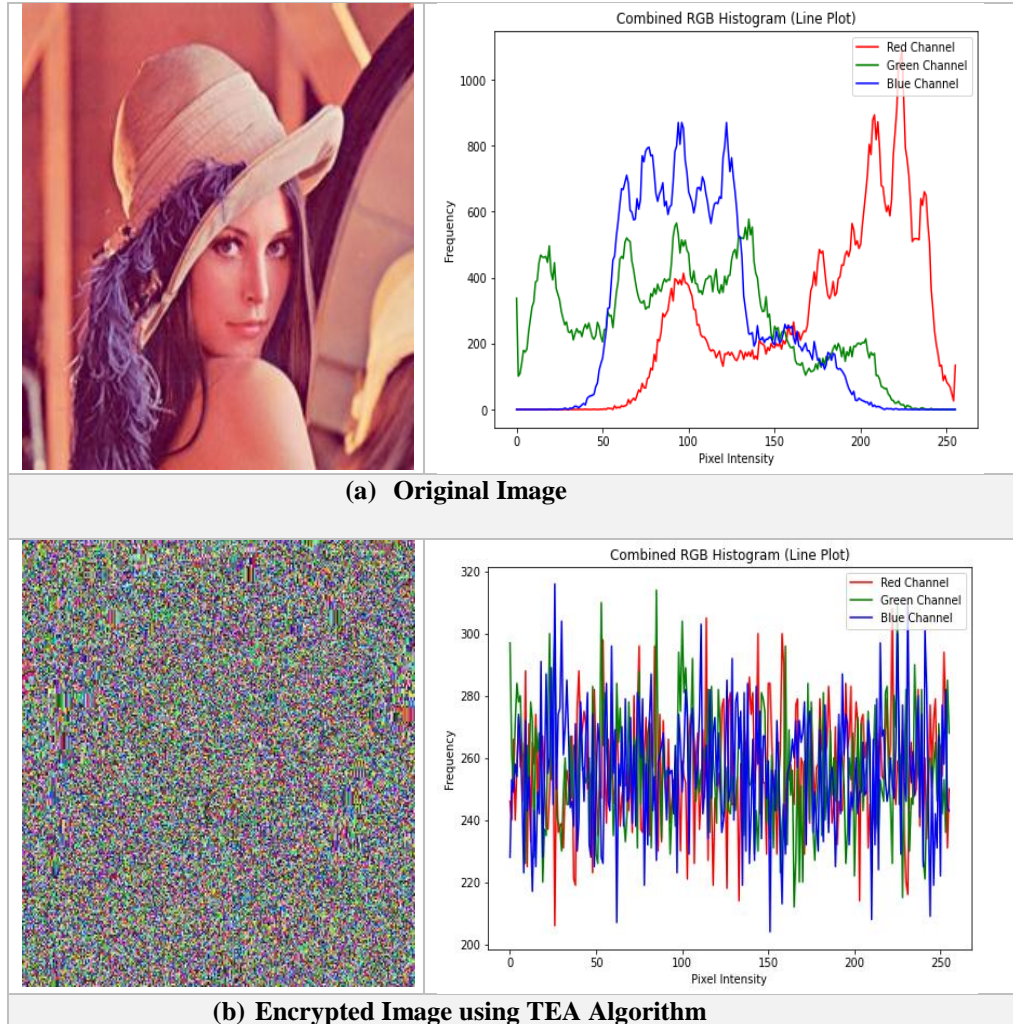 Combined RGB Histogram (Line Plot)
Red Channel
Green Channel
Blue Channel
1000
800
600
400
200
0
Frequency
0 50 100 150 200 250
Pixel Intensity
(a) Original Image
Combined RGB Histogram (Line Plot)
Red Channel
Green Channel
Blue Channel
320
300
280
260
240
220
200
Frequency
0 50 100 150 200 250
Pixel Intensity
(b) Encrypted Image using TEA Algorithm